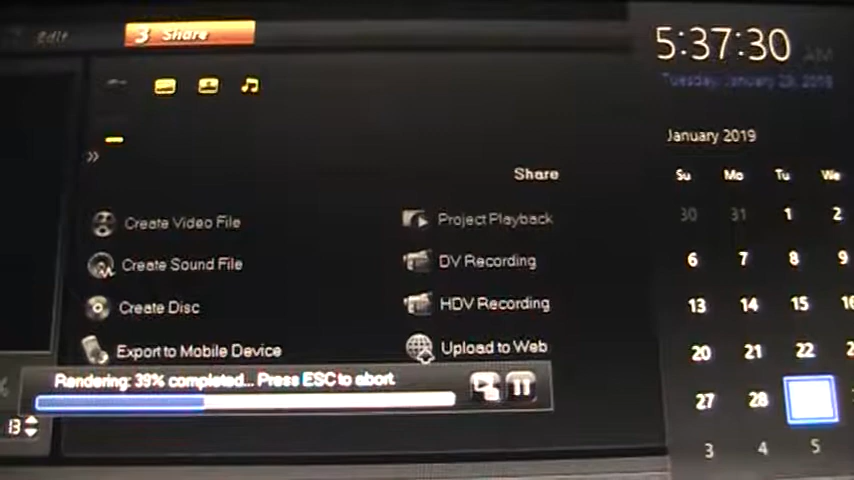 Edit
3 Share
5:37:30 AM
Tuesday, January 29, 2019
January 2019
Su Mo Tu We
30 31 1 2
6 7 8 9
13 14 15
20 21 22
27 28
3 4 5
Share
Create Video File
Project Playback
Create Sound File
DV Recording
Create Disc
HDV Recording
Export to Mobile Device
Upload to Web
Rendering: 39% completed... Press ESC to abort
13